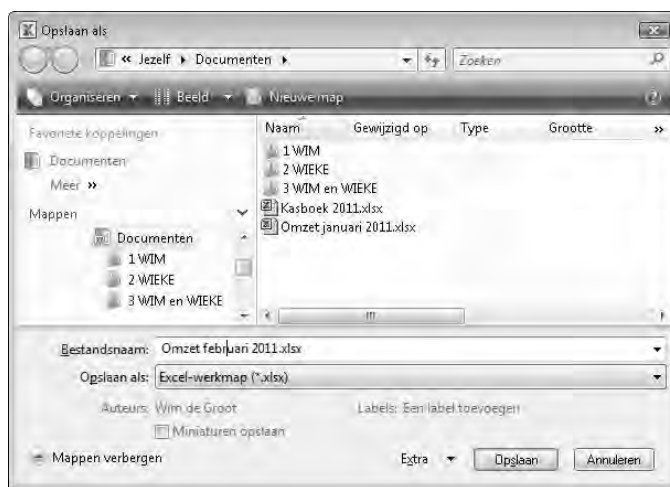 Opslaan als
« Jezelf Documenten
Zoeken
Organiseren Beeld Nieuwe map
Favoriete koppelingen
Documenten
Meer »
Mappen
Documenten
1 WIM
2 WIEKE
3 WIM en WIEKE
Naam Gewijzigd op Type Grootte »
1 WIM
2 WIEKE
3 WIM en WIEKE
Kasboek 2011.xlsx
Omzet januari 2011.xlsx
Bestandsnaam: Omzet februari 2011.xlsx
Opslaan als: Excel-werkmap (*.xlsx)
Auteurs: Wim de Groot Labels: Een label toevoegen
Miniaturen opslaan
Mappen verbergen Extra Opslaan Annuleren